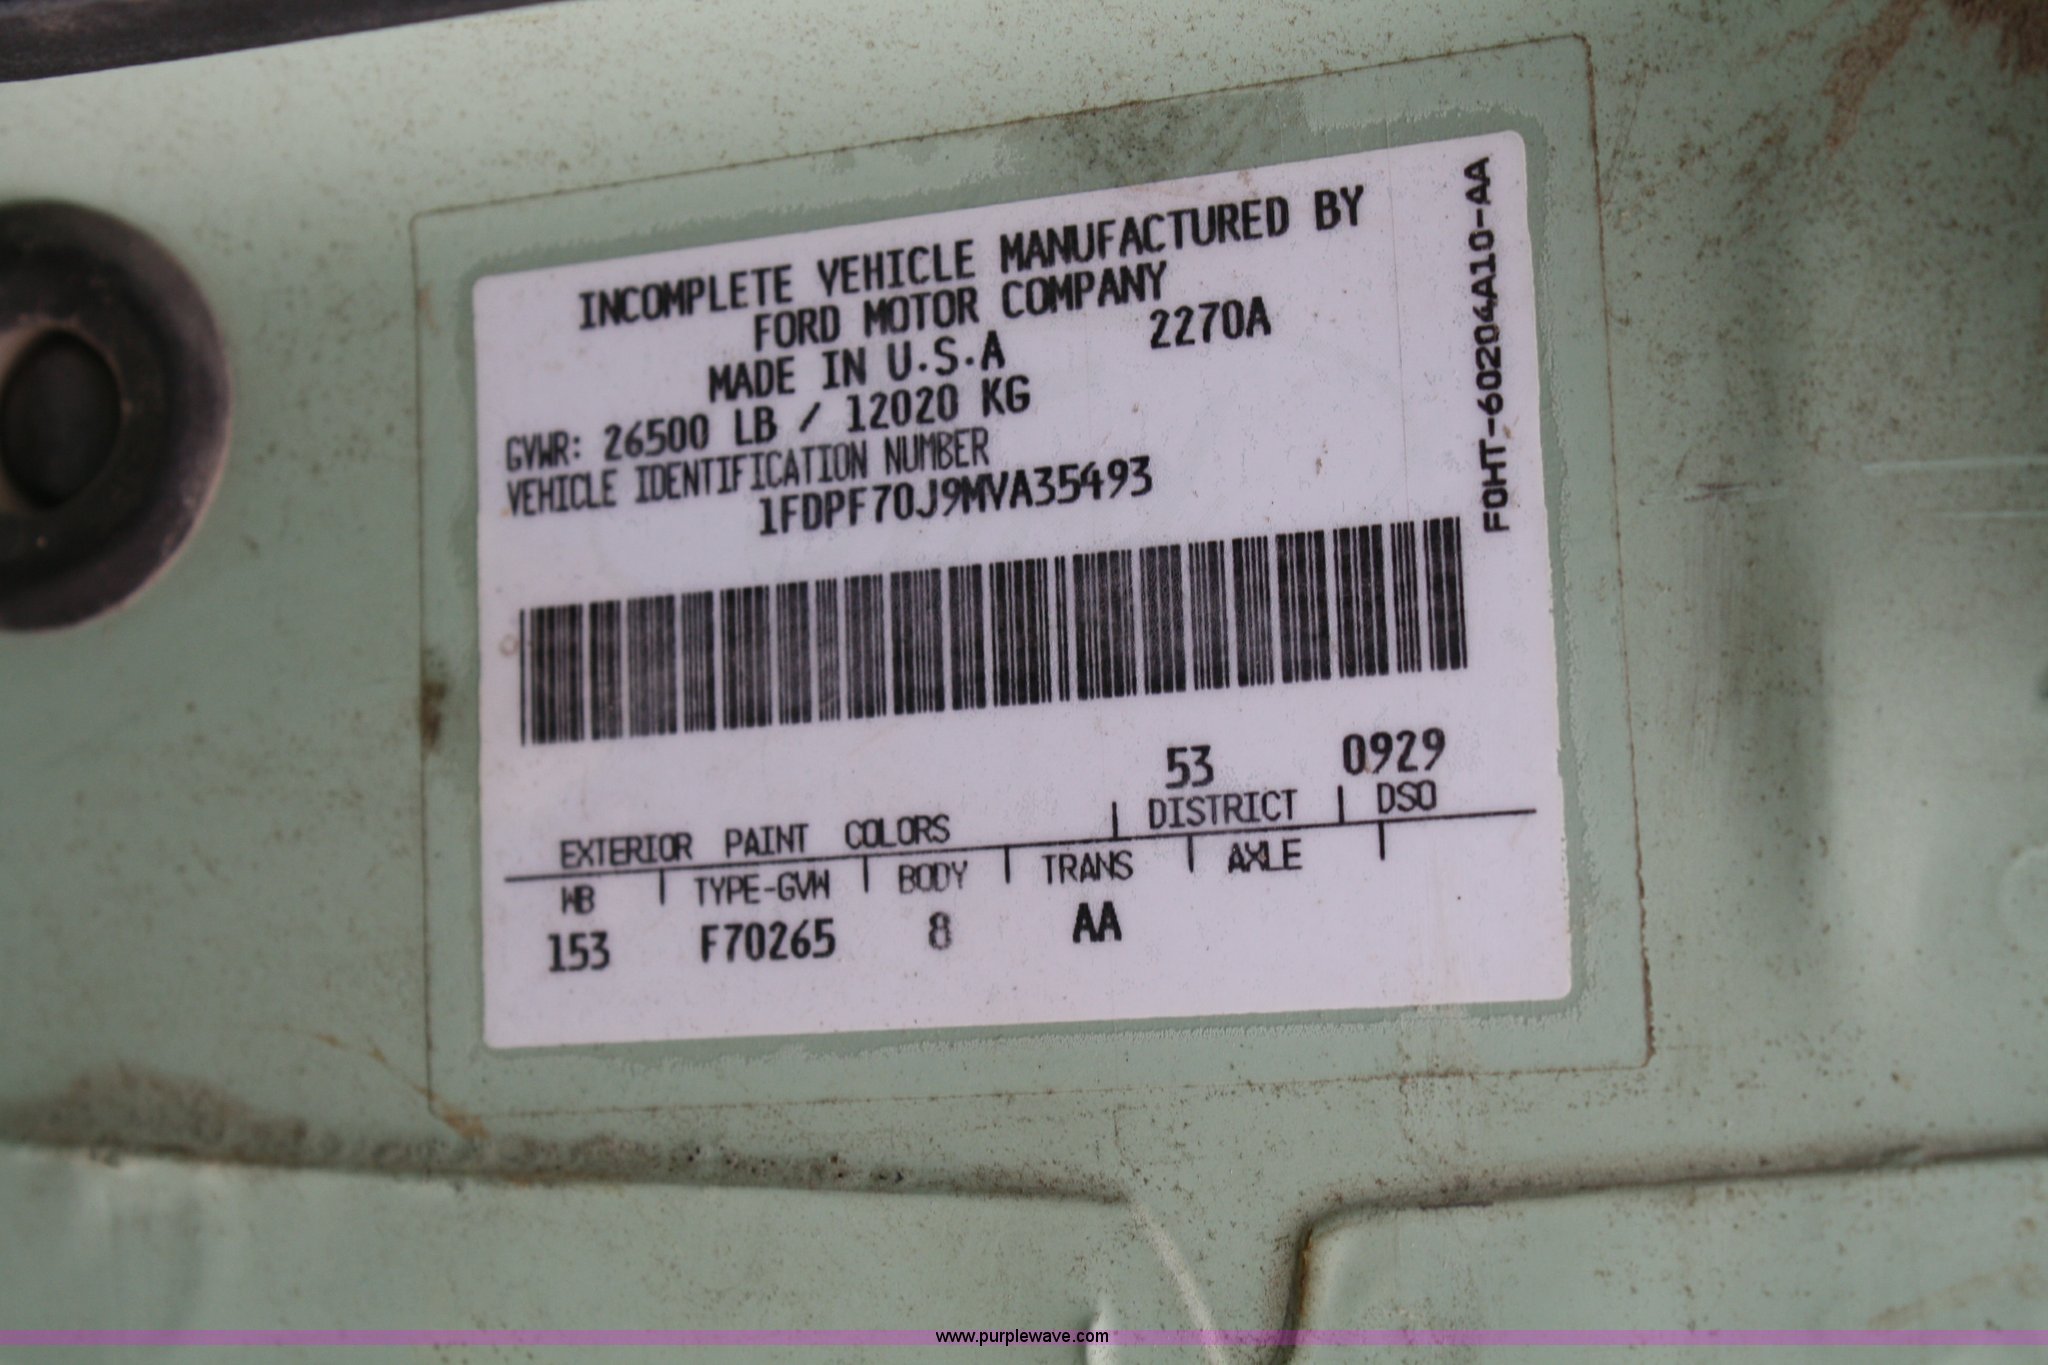 INCOMPLETE VEHICLE MANUFACTURED BY
FORD MOTOR COMPANY
MADE IN U.S.A 2270A
GVWR: 26500 LB / 12020 KG
VEHICLE IDENTIFICATION NUMBER
1FDPF70J9MVA35493
F0HT-60204A10-AA
53 0929
EXTERIOR PAINT COLORS DISTRICT DSO
WB TYPE-GVW BODY TRANS AXLE
153 F70265 8 AA
www.purplewave.com